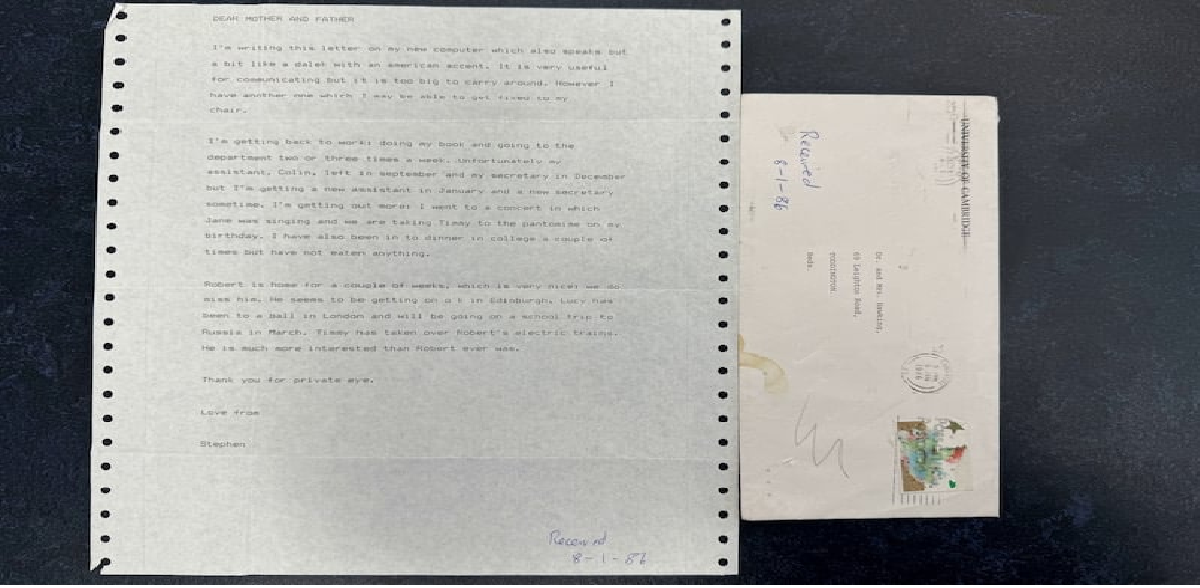 DEAR MOTHER AND FATHER
I'm writing this letter on my new computer which also speaks but
a bit like a dalek with an american accent. It is very useful
for communicating but it is too big to carry around. However I
have another one which I may be able to get fixed to my
chair.
I'm getting back to work: doing my book and going to the
department two or three times a week. Unfortunately my
assistant, Colin, left in september and my secretary in December
but I'm getting a new assistant in January and a new secretary
sometime. I'm getting out more: I went to a concert in which
Jane was singing and we are taking Timmy to the pantomime on my
birthday. I have also been in to dinner in college a couple of
times but have not eaten anything.
Robert is home for a couple of weeks, which is very nice: we do
miss him. He seems to be getting on in Edinburgh. Lucy has
been to a ball in London and will be going on a school trip to
Russia in March. Timmy has taken over Robert's electric trains.
He is much more interested than Robert ever was.
Thank you for private eye.
Love from
Stephen
Received
8-1-86
UNIVERSITY OF CAMBRIDGE
Dr. and Mrs. Hawking,
69 Leighton Road,
Beds.
Received
8-1-86
1986